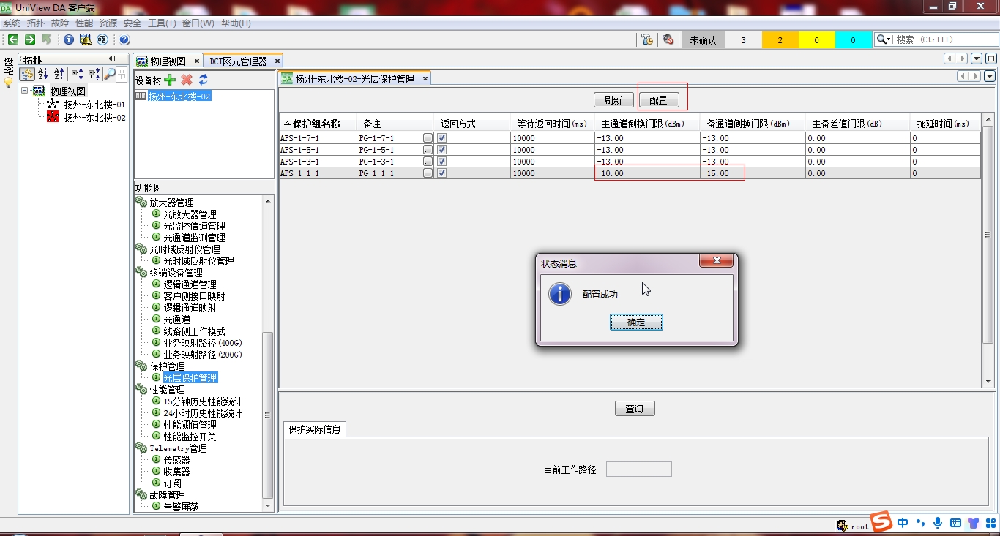 DA UniView DA 客户端
系统 拓扑 故障 性能 资源 安全 工具(T) 窗口(W) 帮助(H)
未确认 3 2 0 0 搜索 (Ctrl+I)
拓扑
物理视图
扬州-东北楼-01
扬州-东北楼-02
物理视图 × DCI网元管理器 ×
设备树
扬州-东北楼-02
功能树
放大器管理
光放大器管理
光监控信道管理
光通道监测管理
光时域反射仪管理
光时域反射仪管理
终端设备管理
逻辑通道管理
客户侧接口映射
逻辑通道映射
光通道
线路侧工作模式
业务映射路径(400G)
业务映射路径(200G)
保护管理
光层保护管理
性能管理
15分钟历史性能统计
24小时历史性能统计
性能阈值管理
性能监控开关
Telemetry管理
传感器
收集器
订阅
故障管理
告警屏蔽
DA 扬州-东北楼-02-光层保护管理 ×
刷新 配置
保护组名称 备注 返回方式 等待返回时间(ms) 主通道倒换门限(dBm) 备通道倒换门限(dBm) 主备差值门限(dB) 拖延时间(ms)
APS-1-7-1 PG-1-7-1 ... 10000 -13.00 -13.00 0.00 0
APS-1-5-1 PG-1-5-1 ... 10000 -13.00 -13.00 0.00 0
APS-1-3-1 PG-1-3-1 ... 10000 -13.00 -13.00 0.00 0
APS-1-1-1 PG-1-1-1 ... 10000 -10.00 -15.00 0.00 0
状态消息
配置成功
确定
查询
保护实际信息
当前工作路径
root
中